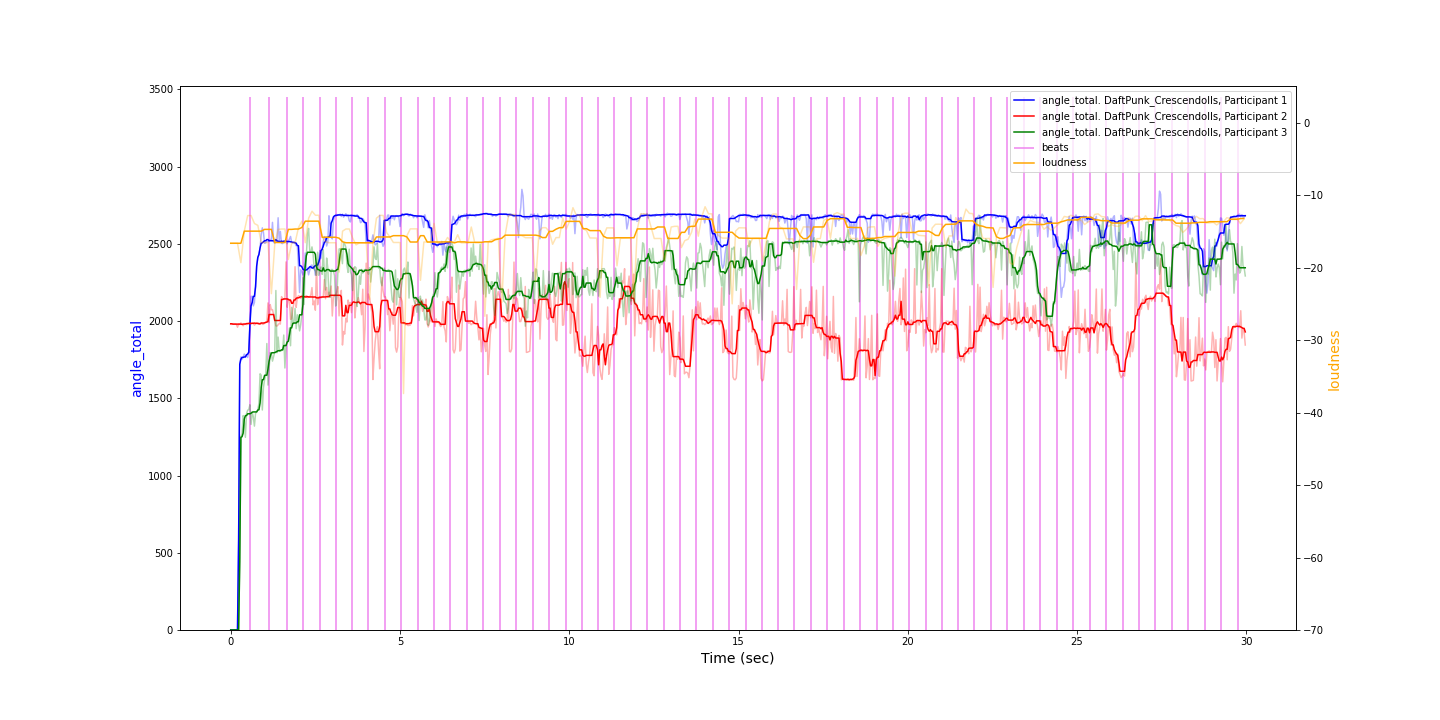 angle_total. DaftPunk_Crescendolls, Participant 1
angle_total. DaftPunk_Crescendolls, Participant 2
angle_total. DaftPunk_Crescendolls, Participant 3
beats
loudness
3500
3000
2500
2000
1500
1000
500
0
angle_total
0
−10
−20
−30
−40
−50
−60
−70
loudness
0 5 10 15 20 25 30
Time (sec)